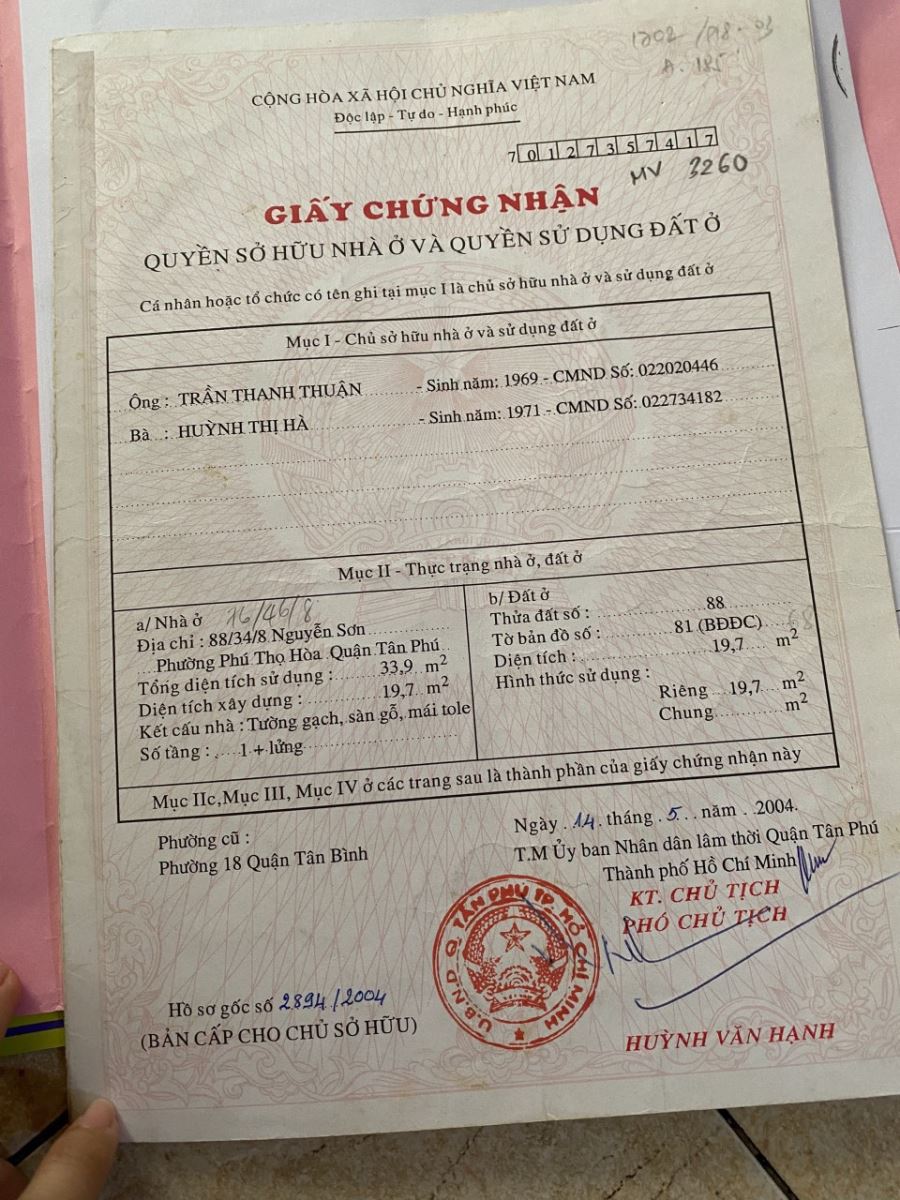 1202 /P18 - 03
A. 185
CỘNG HÒA XÃ HỘI CHỦ NGHĨA VIỆT NAM
Độc lập - Tự do - Hạnh phúc
7 0 1 2 7 3 5 7 4 1 7
MV 3260
GIẤY CHỨNG NHẬN
QUYỀN SỞ HỮU NHÀ Ở VÀ QUYỀN SỬ DỤNG ĐẤT Ở
Cá nhân hoặc tổ chức có tên ghi tại mục I là chủ sở hữu nhà ở và sử dụng đất ở
Mục I - Chủ sở hữu nhà ở và sử dụng đất ở
Ông : TRẦN THANH THUẬN - Sinh năm: 1969 - CMND Số: 022020446
Bà : HUỲNH THỊ HÀ - Sinh năm: 1971 - CMND Số: 022734182
Mục II - Thực trạng nhà ở, đất ở
a/ Nhà ở 76/46/8
Địa chỉ : 88/34/8 Nguyễn Sơn
Phường Phú Thọ Hòa Quận Tân Phú
Tổng diện tích sử dụng : 33,9 m2
Diện tích xây dựng : 19,7 m2
Kết cấu nhà : Tường gạch, sàn gỗ, mái tole
Số tầng : 1 + lửng
b/ Đất ở
Thửa đất số : 88
Tờ bản đồ số : 81 (BĐĐC) 68
Diện tích : 19,7 m2
Hình thức sử dụng :
Riêng 19,7 m2
Chung m2
Mục IIc,Mục III, Mục IV ở các trang sau là thành phần của giấy chứng nhận này
Phường cũ :
Phường 18 Quận Tân Bình
Ngày 14 tháng 5 năm 2004.
T.M Ủy ban Nhân dân lâm thời Quận Tân Phú
Thành phố Hồ Chí Minh
KT. CHỦ TỊCH
PHÓ CHỦ TỊCH
U.B.N.D Q. TÂN PHÚ TP. HỒ CHÍ MINH
Hồ sơ gốc số 2894/2004
(BẢN CẤP CHO CHỦ SỞ HỮU)
HUỲNH VĂN HẠNH